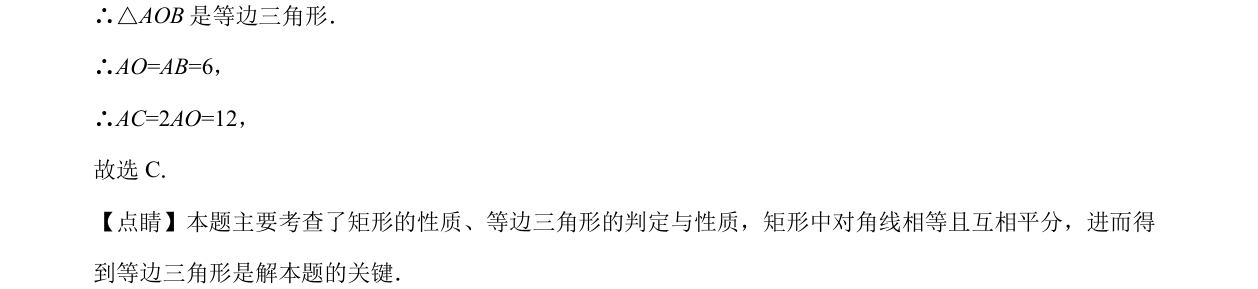 ∴△AOB 是等边三角形.
∴AO=AB=6，
∴AC=2AO=12，
故选 C.
【点睛】本题主要考查了矩形的性质、等边三角形的判定与性质，矩形中对角线相等且互相平分，进而得
到等边三角形是解本题的关键.